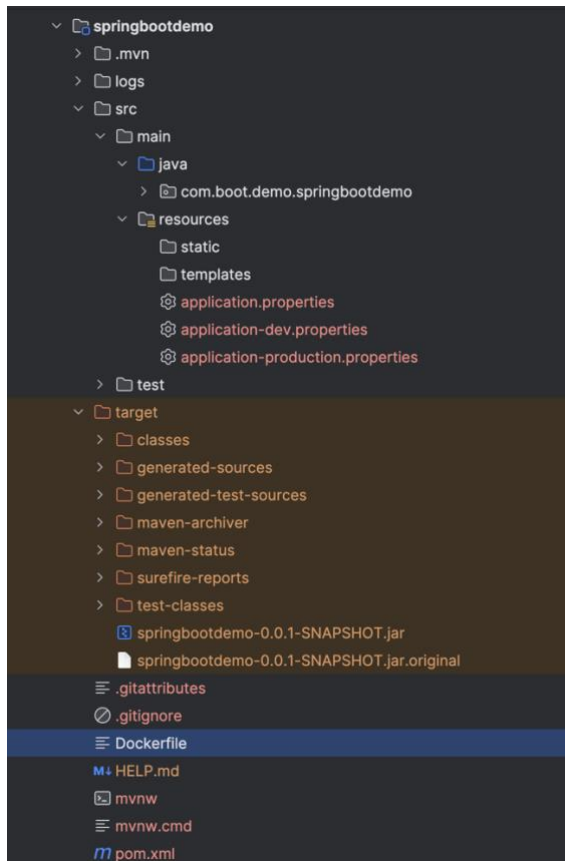 springbootdemo
.mvn
logs
src
main
java
com.boot.demo.springbootdemo
resources
static
templates
application.properties
application-dev.properties
application-production.properties
test
target
classes
generated-sources
generated-test-sources
maven-archiver
maven-status
surefire-reports
test-classes
springbootdemo-0.0.1-SNAPSHOT.jar
springbootdemo-0.0.1-SNAPSHOT.jar.original
.gitattributes
.gitignore
Dockerfile
M↓ HELP.md
mvnw
mvnw.cmd
m pom.xml